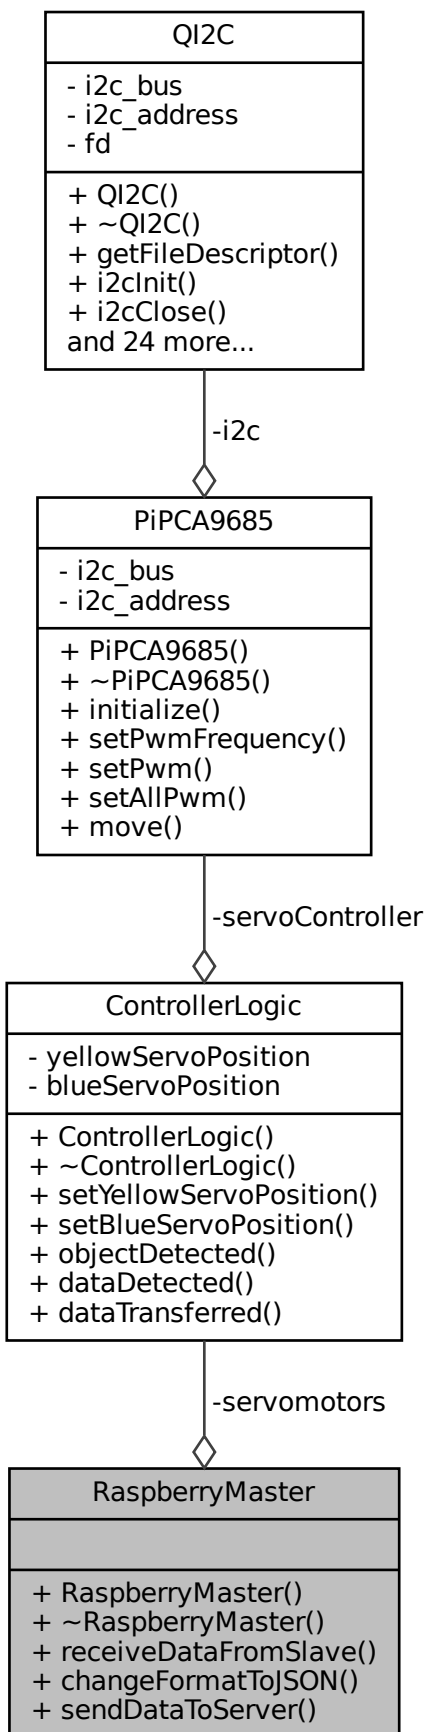 QI2C
- i2c_bus
- i2c_address
- fd
+ QI2C()
+ ~QI2C()
+ getFileDescriptor()
+ i2cInit()
+ i2cClose()
and 24 more...
-i2c
PiPCA9685
- i2c_bus
- i2c_address
+ PiPCA9685()
+ ~PiPCA9685()
+ initialize()
+ setPwmFrequency()
+ setPwm()
+ setAllPwm()
+ move()
-servoController
ControllerLogic
- yellowServoPosition
- blueServoPosition
+ ControllerLogic()
+ ~ControllerLogic()
+ setYellowServoPosition()
+ setBlueServoPosition()
+ objectDetected()
+ dataDetected()
+ dataTransferred()
-servomotors
RaspberryMaster
+ RaspberryMaster()
+ ~RaspberryMaster()
+ receiveDataFromSlave()
+ changeFormatToJSON()
+ sendDataToServer()